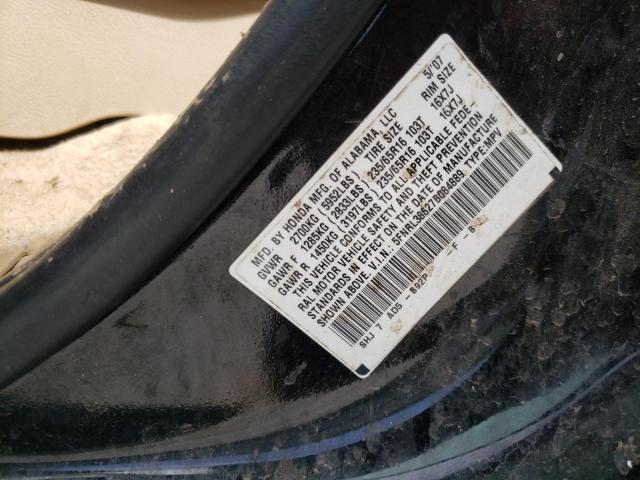 MFD. BY HONDA MFG. OF ALABAMA, LLC 5/'07
GVWR 2700KG (5952LBS) TIRE SIZE RIM SIZE
GAWR F 1285KG (2833LBS) 235/65R16 103T 16X7J
GAWR R 1450KG (3197LBS) 235/65R16 103T 16X7J
THIS VEHICLE CONFORMS TO ALL APPLICABLE FEDE-
RAL MOTOR VEHICLE SAFETY AND THEFT PREVENTION
STANDARDS IN EFFECT ON THE DATE OF MANUFACTURE
SHOWN ABOVE. V.I.N.: 5FNRL38627B084889 TYPE:MPV
SHJ 7 AD5 - B92P - F - B